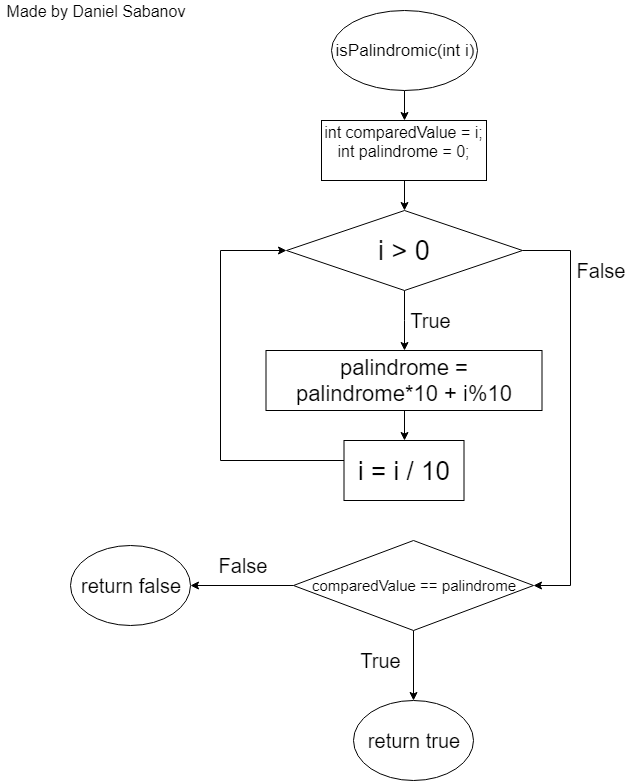 Made by Daniel Sabanov
isPalindromic(int i)
int comparedValue = i;
int palindrome = 0;
i > 0
False
True
palindrome =
palindrome*10 + i%10
i = i / 10
False
return false
comparedValue == palindrome
True
return true